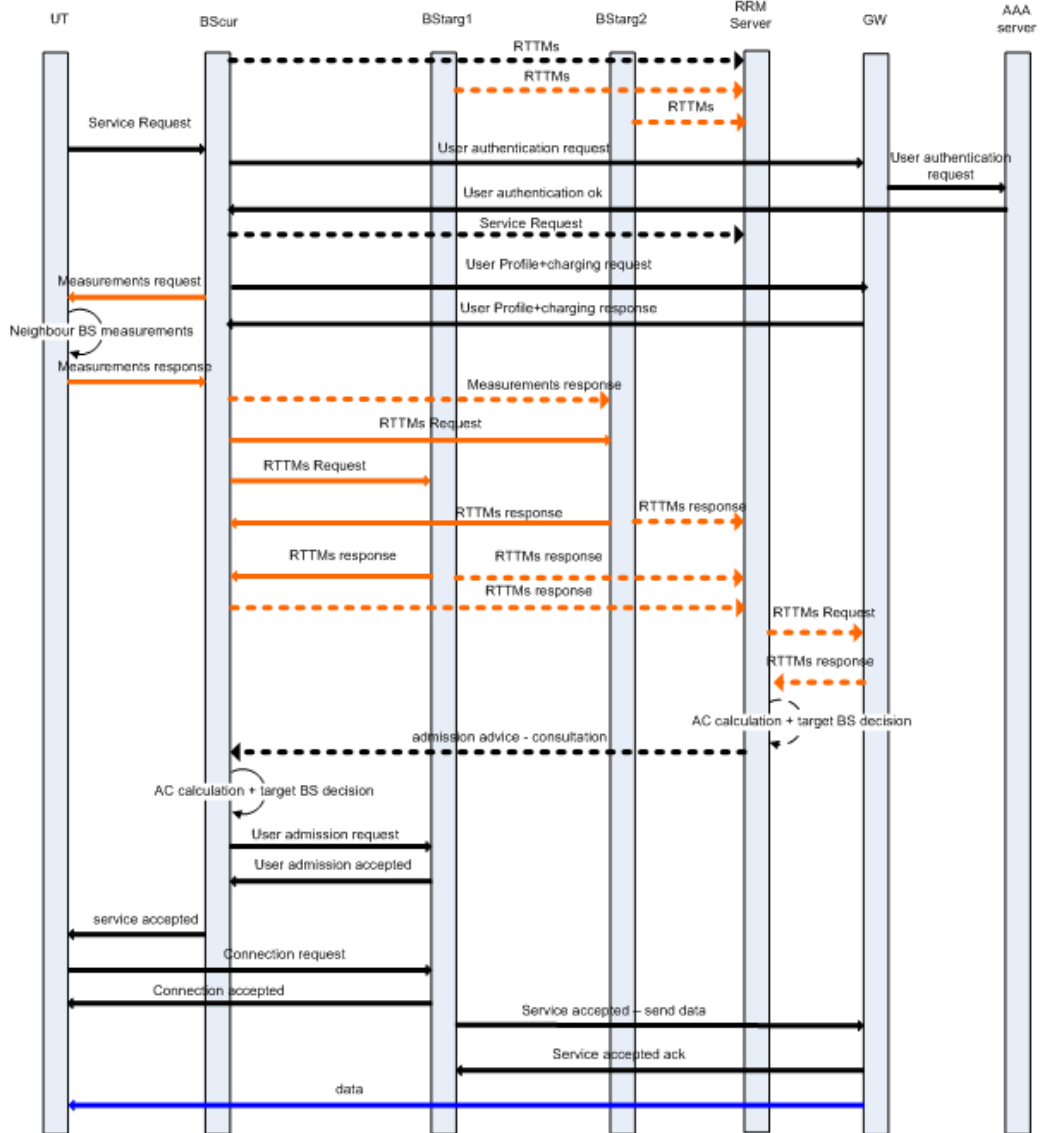 UT
BScur
BStarg1
BStarg2
RRM
Server
GW
AAA
server
RTTMs
RTTMs
RTTMs
Service Request
User authentication request
User authentication
request
User authentication ok
Service Request
User Profile+charging request
Measurements request
User Profile+charging response
Neighbour BS measurements
Measurements response
Measurements response
RTTMs Request
RTTMs Request
RTTMs response
RTTMs response
RTTMs response
RTTMs response
RTTMs response
RTTMs Request
RTTMs response
AC calculation + target BS decision
admission advice - consultation
AC calculation + target BS decision
User admission request
User admission accepted
service accepted
Connection request
Connection accepted
Service accepted – send data
Service accepted ack
data